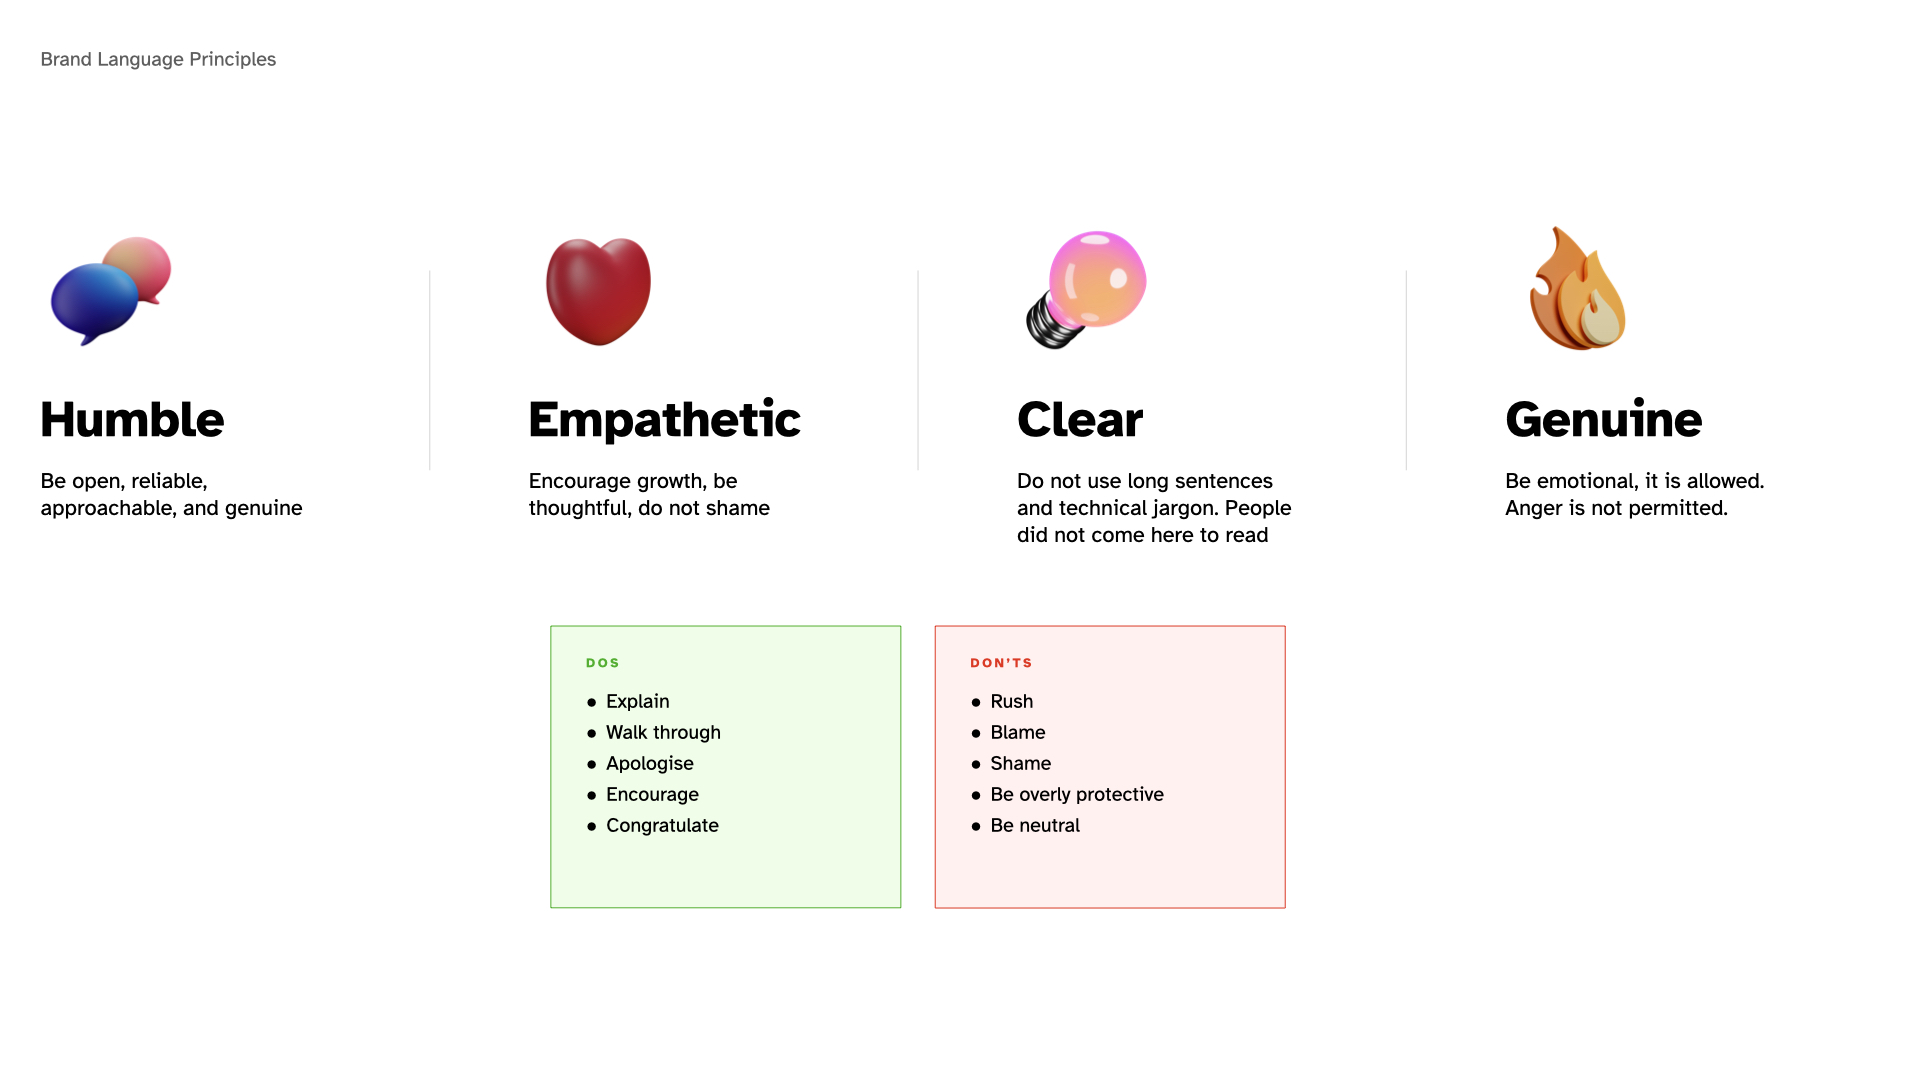 Brand Language Principles
Humble
Be open, reliable,
approachable, and genuine
Empathetic
Encourage growth, be
thoughtful, do not shame
Clear
Do not use long sentences
and technical jargon. People
did not come here to read
Genuine
Be emotional, it is allowed.
Anger is not permitted.
DOS
● Explain
● Walk through
● Apologise
● Encourage
● Congratulate
DON'TS
● Rush
● Blame
● Shame
● Be overly protective
● Be neutral